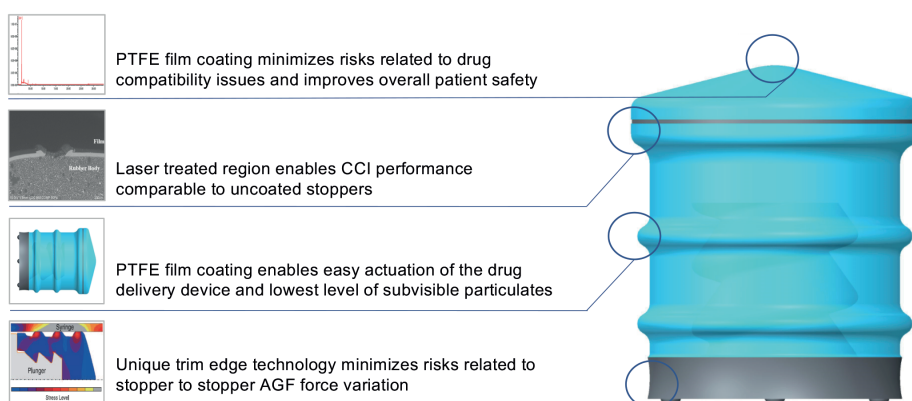 PTFE film coating minimizes risks related to drug
compatibility issues and improves overall patient safety
Film
Rubber Body
Laser treated region enables CCI performance
comparable to uncoated stoppers
PTFE film coating enables easy actuation of the drug
delivery device and lowest level of subvisible particulates
Syringe
Plunger
Stress Level
Unique trim edge technology minimizes risks related to
stopper to stopper AGF force variation